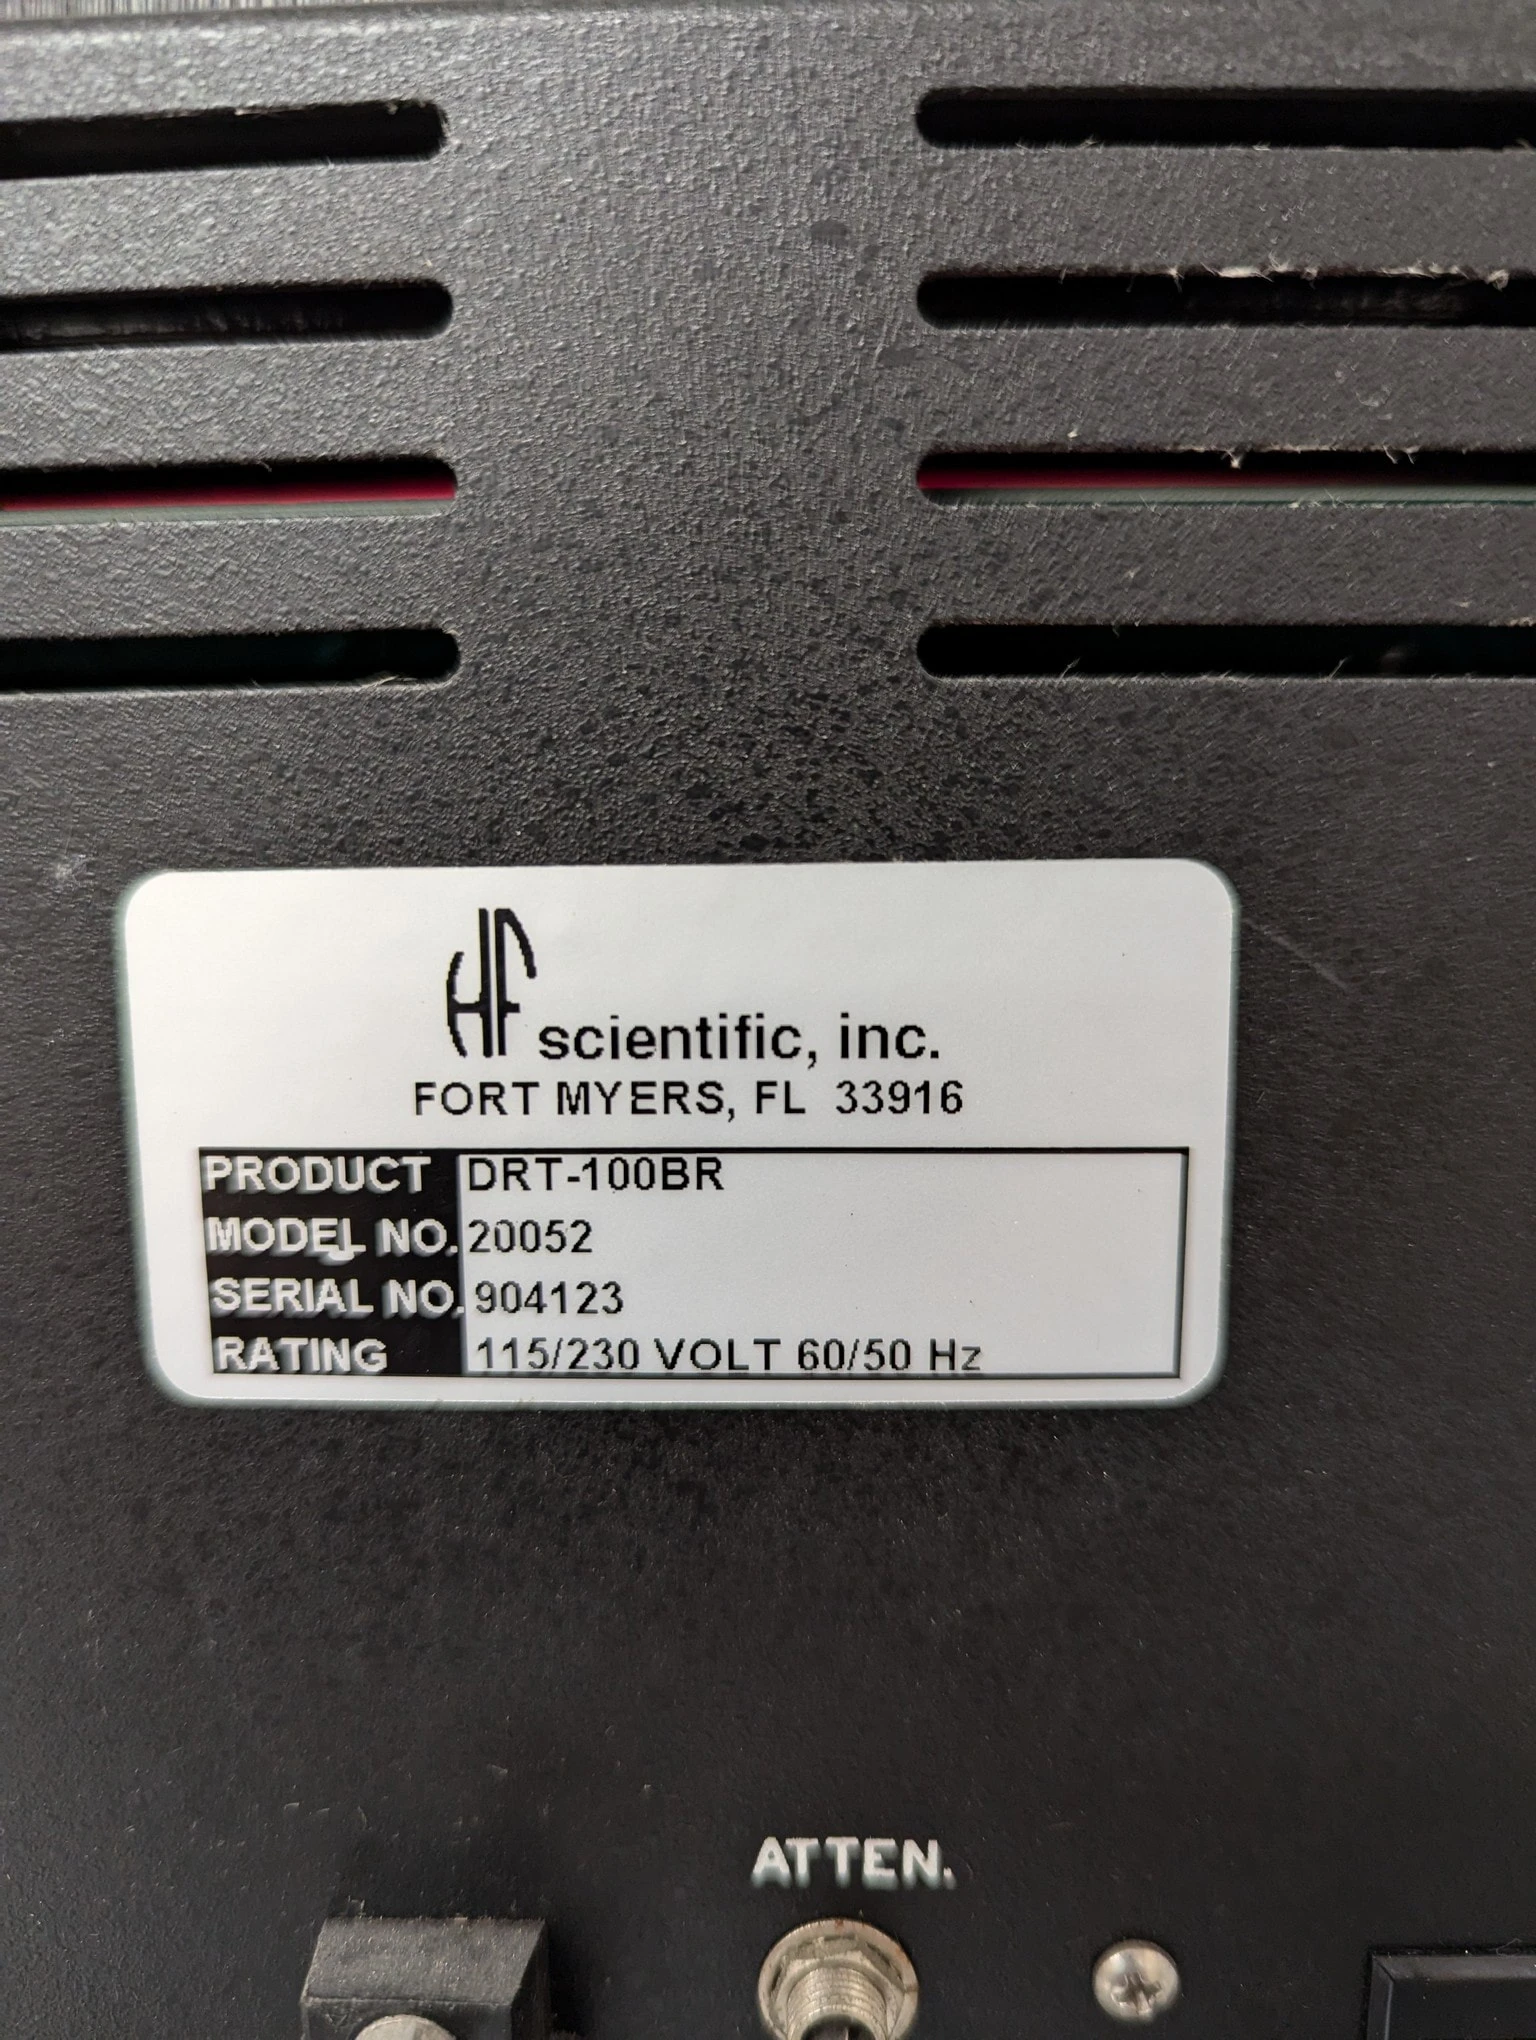 HF scientific, inc.
FORT MYERS, FL 33916
PRODUCT DRT-100BR
MODEL NO. 20052
SERIAL NO. 904123
RATING 115/230 VOLT 60/50 Hz
ATTEN.